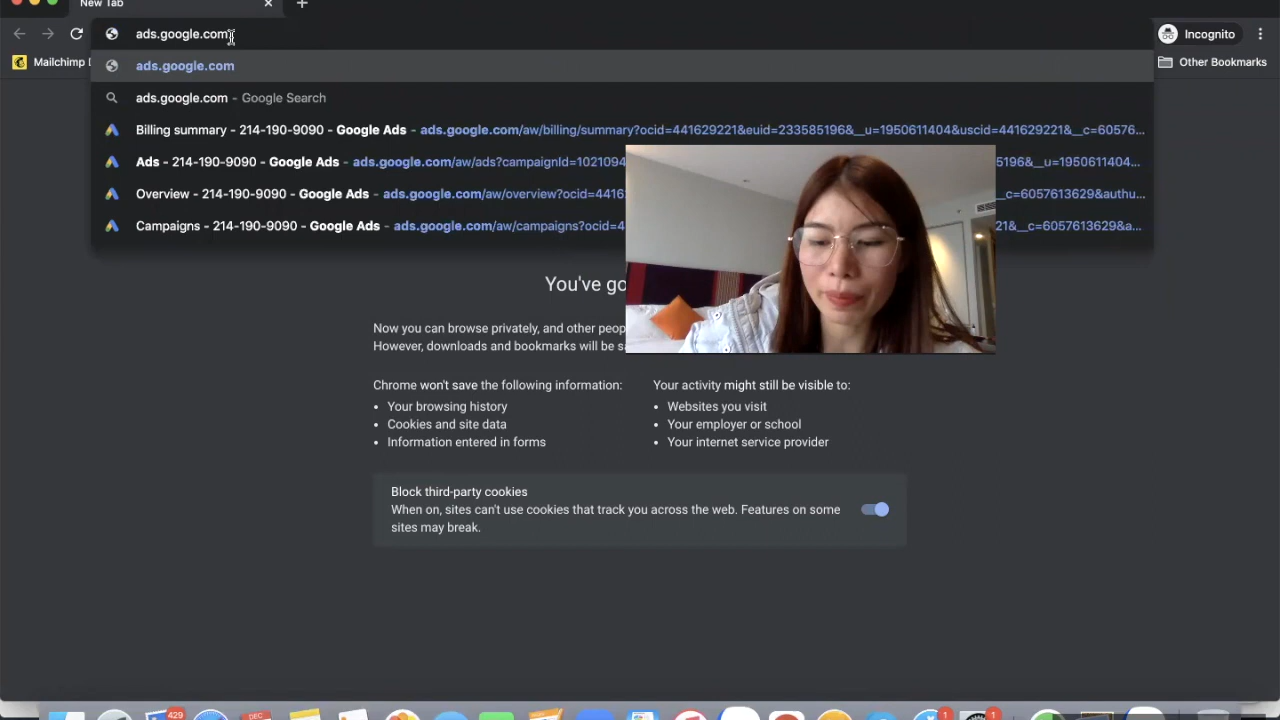 New Tab
ads.google.com
Incognito
Mailchimp
Other Bookmarks
ads.google.com
ads.google.com - Google Search
Billing summary - 214-190-9090 - Google Ads - ads.google.com/aw/billing/summary?ocid=441629221&euid=233585196&__u=1950611404&uscid=441629221&__c=6057613629...
Ads - 214-190-9090 - Google Ads - ads.google.com/aw/ads?campaignId=1021094 5196&__u=1950611404...
Overview - 214-190-9090 - Google Ads - ads.google.com/aw/overview?ocid=4416 _c=6057613629&authu...
Campaigns - 214-190-9090 - Google Ads - ads.google.com/aw/campaigns?ocid=4 21&__c=6057613629&a...
You've go
Now you can browse privately, and other peop
However, downloads and bookmarks will be s
Chrome won't save the following information:
Your browsing history
Cookies and site data
Information entered in forms
Your activity might still be visible to:
Websites you visit
Your employer or school
Your internet service provider
Block third-party cookies
When on, sites can't use cookies that track you across the web. Features on some
sites may break.
429
DEC
1
1